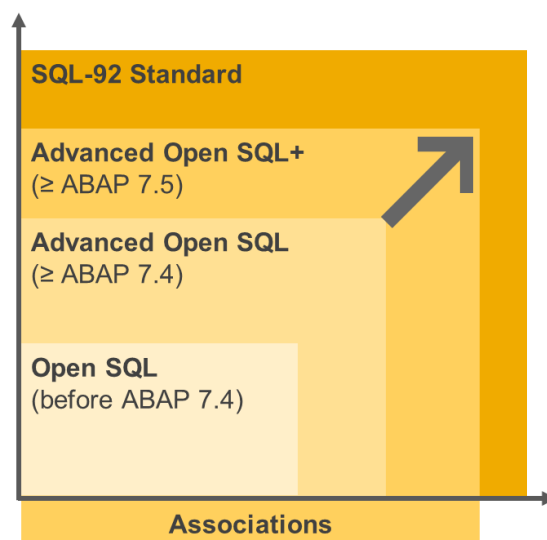 SQL-92 Standard
Advanced Open SQL+
(≥ ABAP 7.5)
Advanced Open SQL
(≥ ABAP 7.4)
Open SQL
(before ABAP 7.4)
Associations